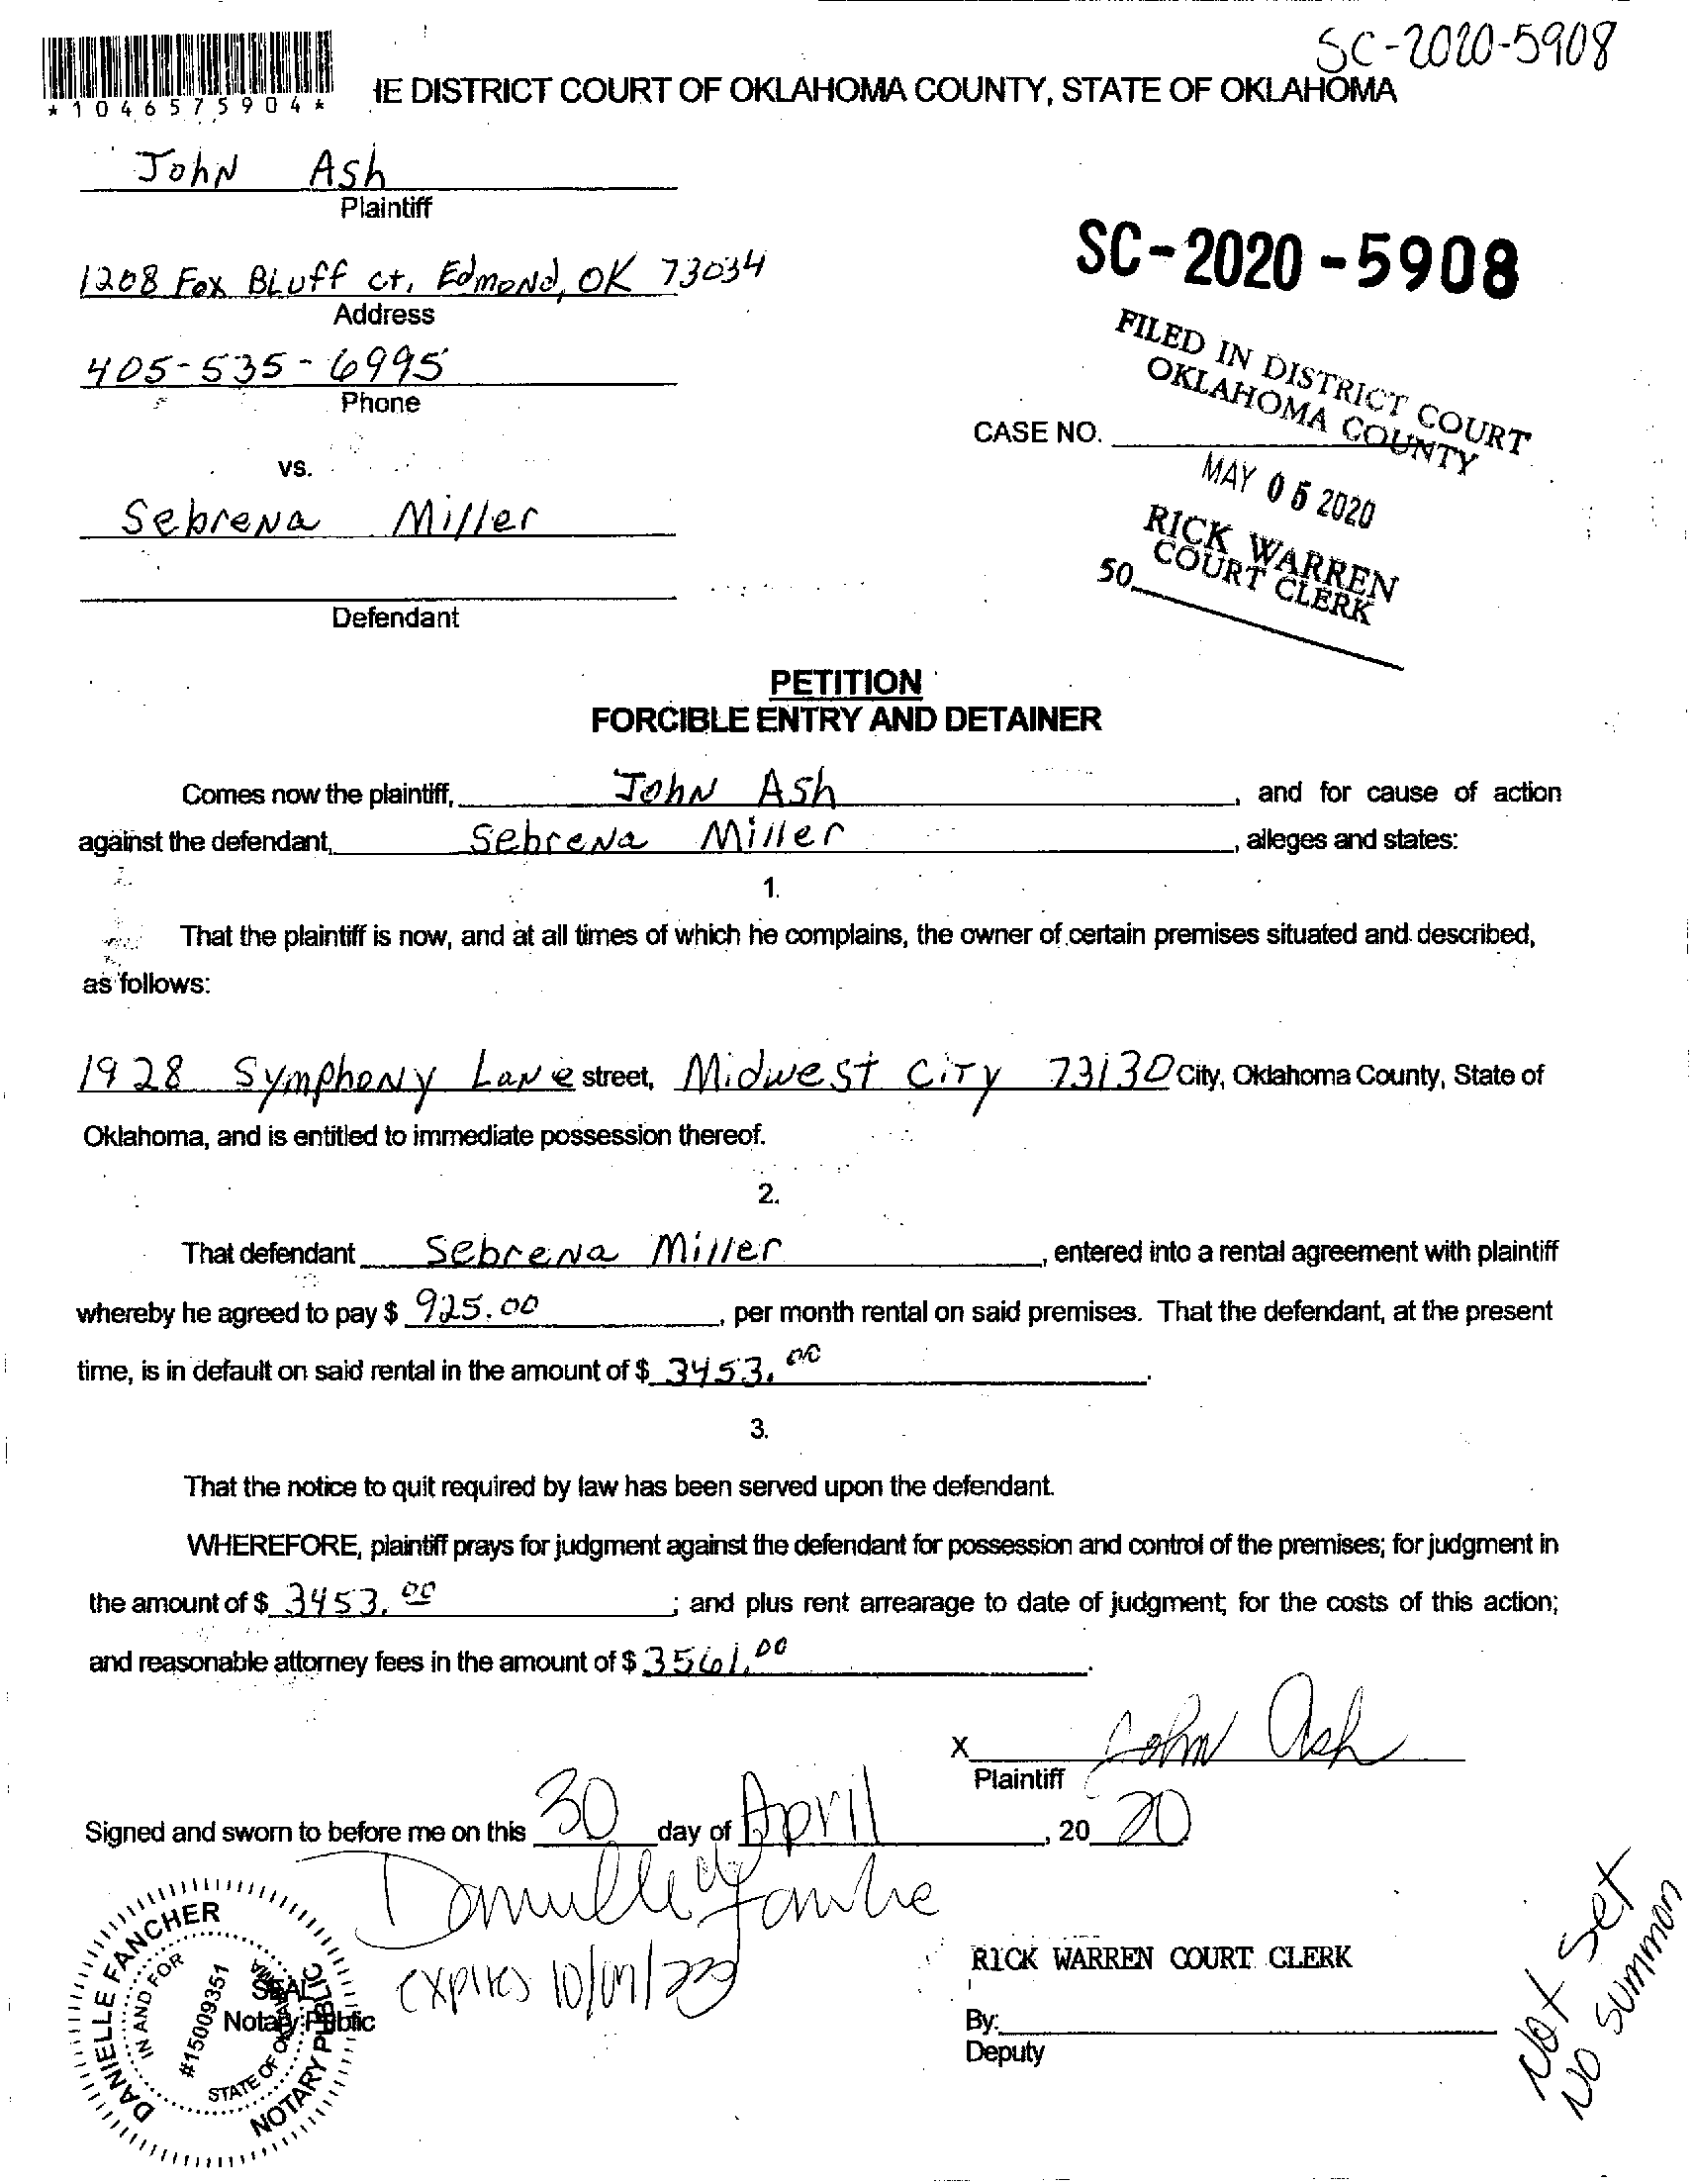 SC-2020-5908
*1046575904*
IE DISTRICT COURT OF OKLAHOMA COUNTY, STATE OF OKLAHOMA
John Ash
Plaintiff
1208 Fox Bluff ct, Edmond, OK 73034
Address
405-535-6995
Phone
vs.
Sebrena Miller
Defendant
SC-2020-5908
FILED IN DISTRICT COURT
OKLAHOMA COUNTY
CASE NO.
MAY 05 2020
RICK WARREN
COURT CLERK
50
PETITION
FORCIBLE ENTRY AND DETAINER
Comes now the plaintiff, John Ash, and for cause of action
against the defendant, Sebrena Miller, alleges and states:
1.
That the plaintiff is now, and at all times of which he complains, the owner of certain premises situated and described,
as follows:
1928 Symphony Lane street, Midwest City 73130 City, Oklahoma County, State of
Oklahoma, and is entitled to immediate possession thereof.
2.
That defendant Sebrena Miller, entered into a rental agreement with plaintiff
whereby he agreed to pay $ 925.00, per month rental on said premises. That the defendant, at the present
time, is in default on said rental in the amount of $ 3453.00.
3.
That the notice to quit required by law has been served upon the defendant.
WHEREFORE, plaintiff prays for judgment against the defendant for possession and control of the premises; for judgment in
the amount of $ 3453.00; and plus rent arrearage to date of judgment; for the costs of this action;
and reasonable attorney fees in the amount of $ 3561.00.
X John Ash
Plaintiff
Signed and sworn to before me on this 30 day of April, 20 20
expires 10/09/23
DANIELLE FANCHER
IN AND FOR
#15009351
STATE OF OKLAHOMA
NOTARY PUBLIC
SEAL
Notary Public
RICK WARREN COURT CLERK
By:
Deputy
Not Set
No Summon